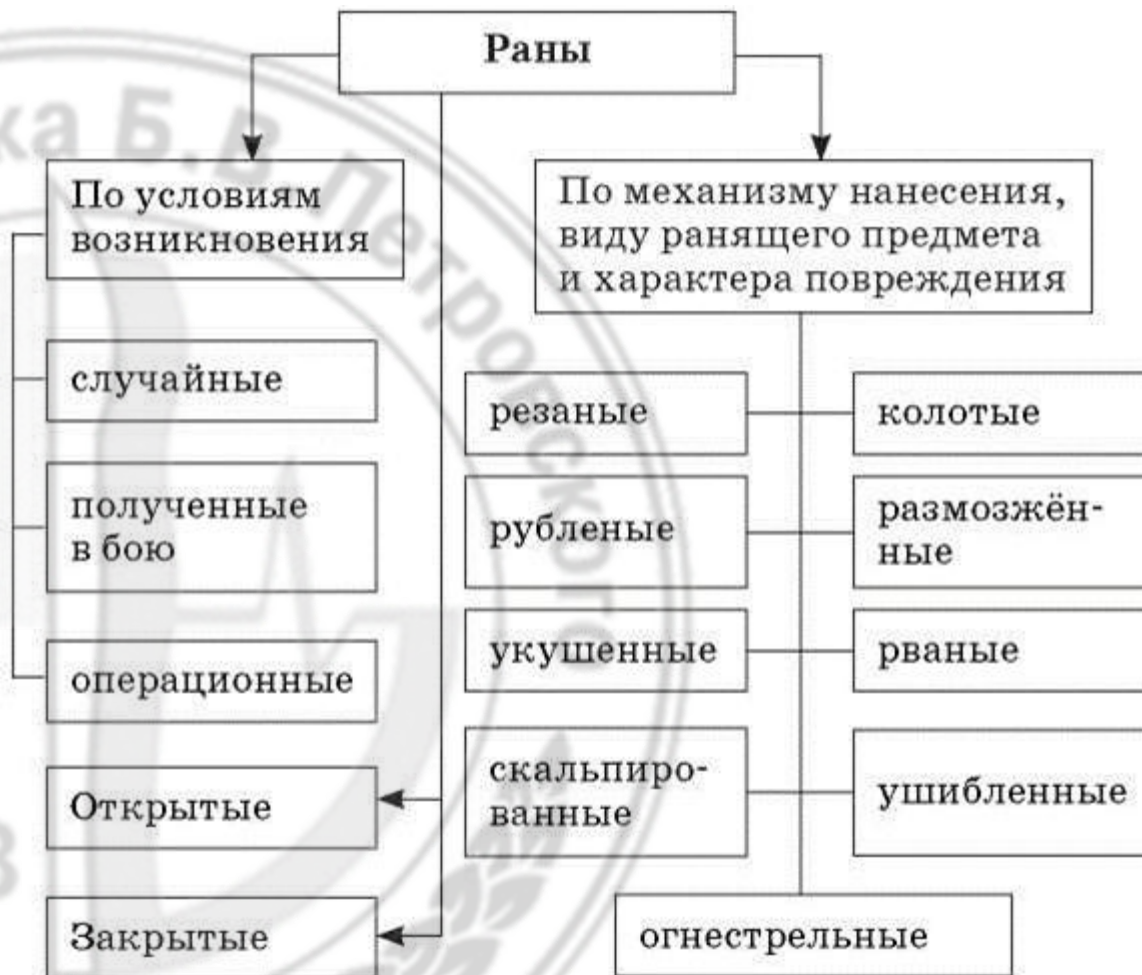 Раны
По условиям
возникновения
случайные
полученные
в бою
операционные
Открытые
Закрытые
По механизму нанесения,
виду ранящего предмета
и характера повреждения
резаные
колотые
рубленые
размозжён-
ные
укушенные
рваные
скальпиро-
ванные
ушибленные
огнестрельные
Б.В.Петровского